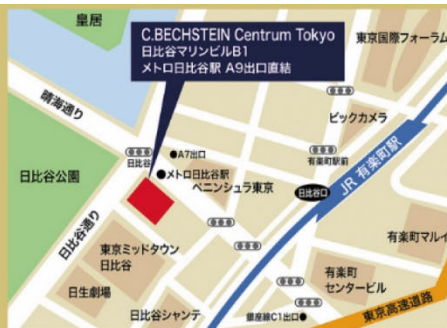 皇居
C.BECHSTEIN Centrum Tokyo
日比谷マリンビルB1
メトロ日比谷駅 A9出口直結
東京国際フォーラム
晴海通り
ビックカメラ
日比谷
●A7出口
有楽町駅前
JR 有楽町駅
●メトロ日比谷駅
日比谷公園
ペニンシュラ東京
日比谷口
日比谷通り
東京ミッドタウン
日比谷
有楽町マルイ
日生劇場
有楽町
センタービル
日比谷シャンテ
銀座線C1出口●
東京高速道路